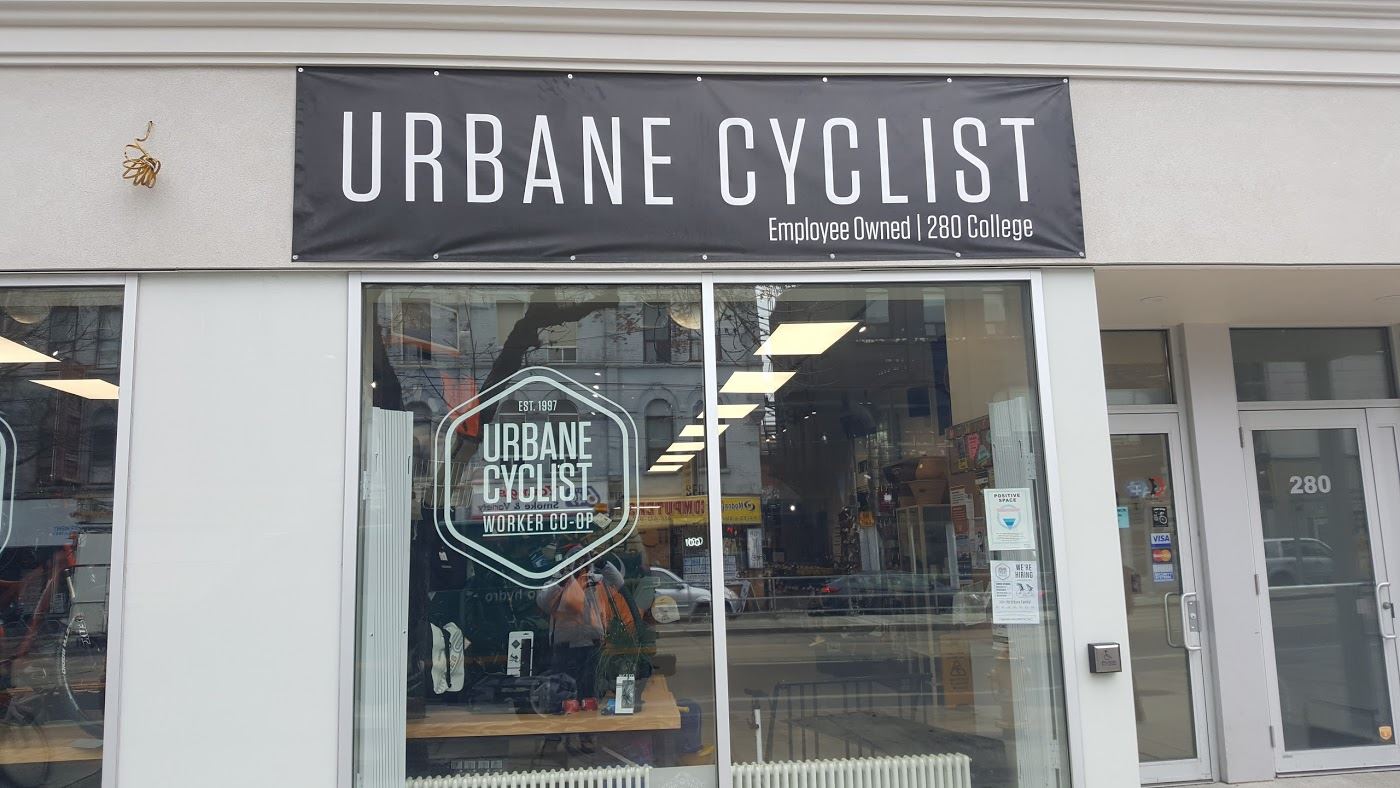 URBANE CYCLIST
Employee Owned | 280 College
EST. 1997
URBANE
CYCLIST
WORKER CO-OP
POSITIVE
SPACE
WE'RE
HIRING
VISA
280